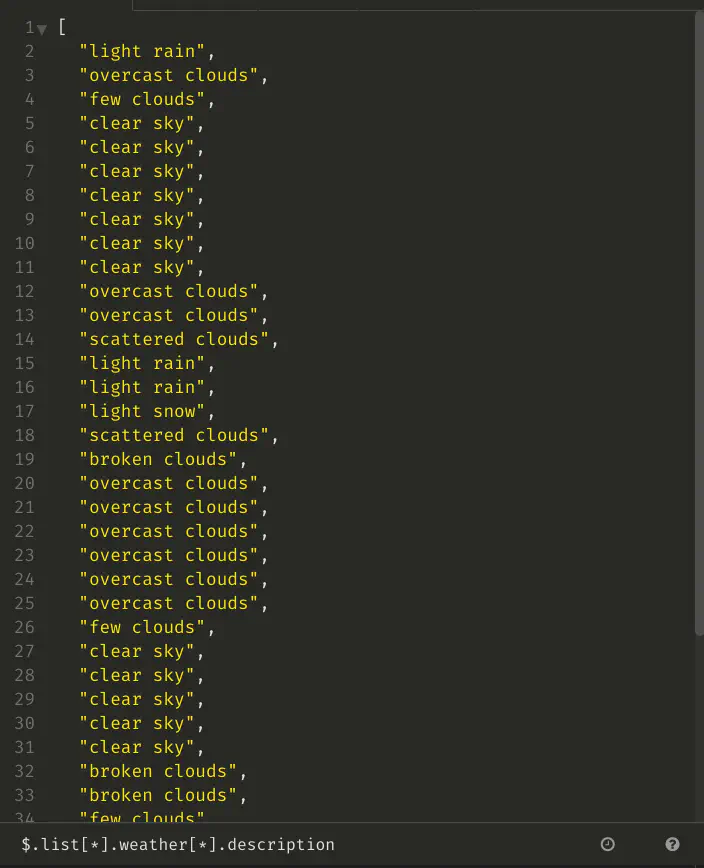 1 [
2 "light rain",
3 "overcast clouds",
4 "few clouds",
5 "clear sky",
6 "clear sky",
7 "clear sky",
8 "clear sky",
9 "clear sky",
10 "clear sky",
11 "clear sky",
12 "overcast clouds",
13 "overcast clouds",
14 "scattered clouds",
15 "light rain",
16 "light rain",
17 "light snow",
18 "scattered clouds",
19 "broken clouds",
20 "overcast clouds",
21 "overcast clouds",
22 "overcast clouds",
23 "overcast clouds",
24 "overcast clouds",
25 "overcast clouds",
26 "few clouds",
27 "clear sky",
28 "clear sky",
29 "clear sky",
30 "clear sky",
31 "clear sky",
32 "broken clouds",
33 "broken clouds",
34 "few clouds"
$.list[*].weather[*].description